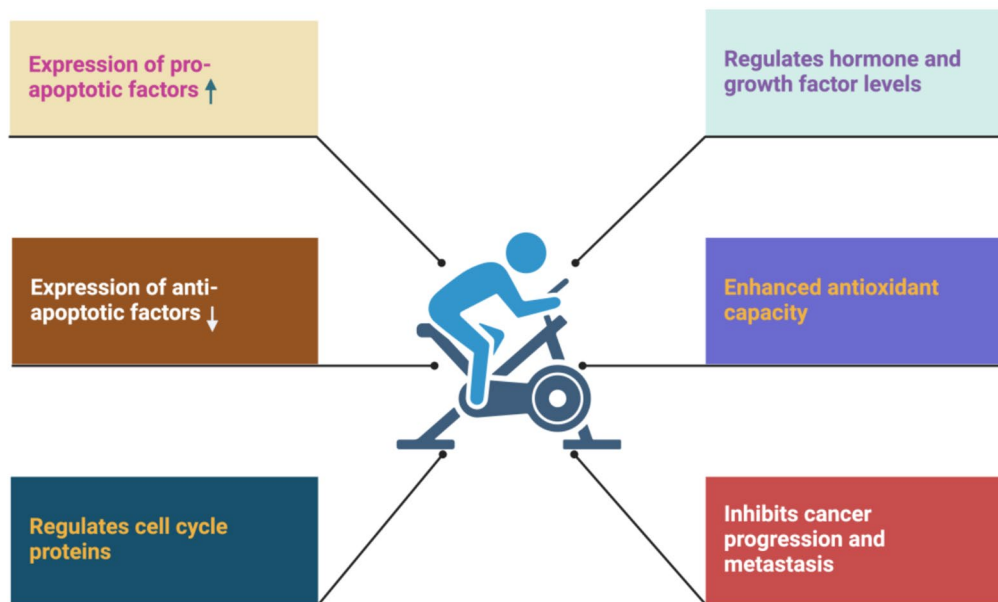 Expression of pro-
apoptotic factors ↑
Expression of anti-
apoptotic factors ↓
Regulates cell cycle
proteins
Regulates hormone and
growth factor levels
Enhanced antioxidant
capacity
Inhibits cancer
progression and
metastasis